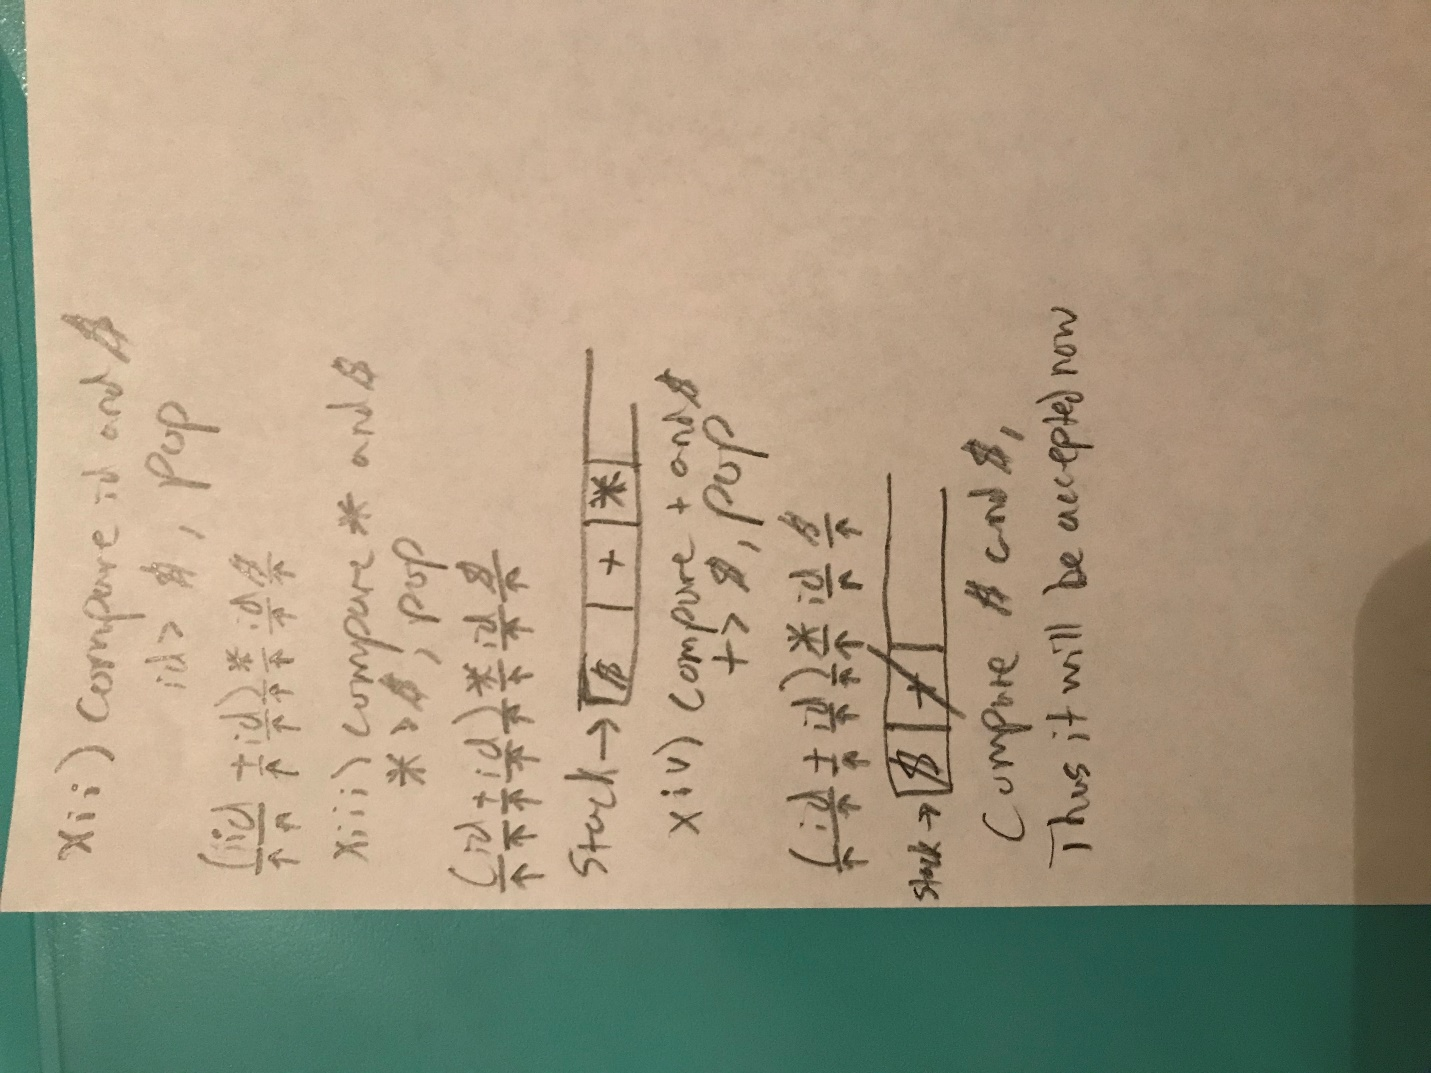 xii) Compare id and $
id > $, pop
(id + id) * id $
xiii) compare * and $
* > $, pop
(id + id) * id $
Stack → $ | + | *
xiv) compare + and $
+ > $, pop
(id + id) * id $
stack → $ | +
Compare $ and $,
Thus it will be accepted now